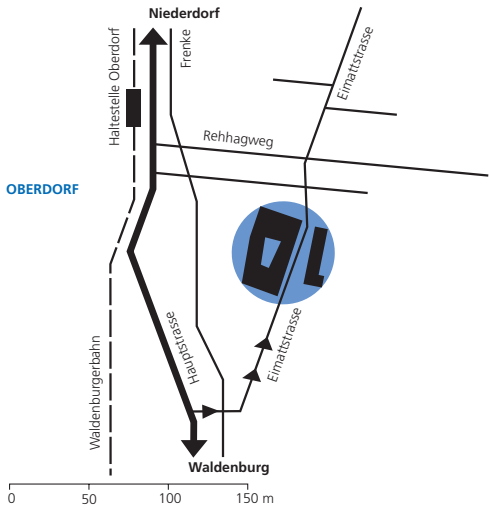 Niederdorf
Haltestelle Oberdorf
Frenke
Eimattstrasse
Rehhagweg
OBERDORF
Hauptstrasse
Eimattstrasse
Waldenburgerbahn
Waldenburg
0 50 100 150 m